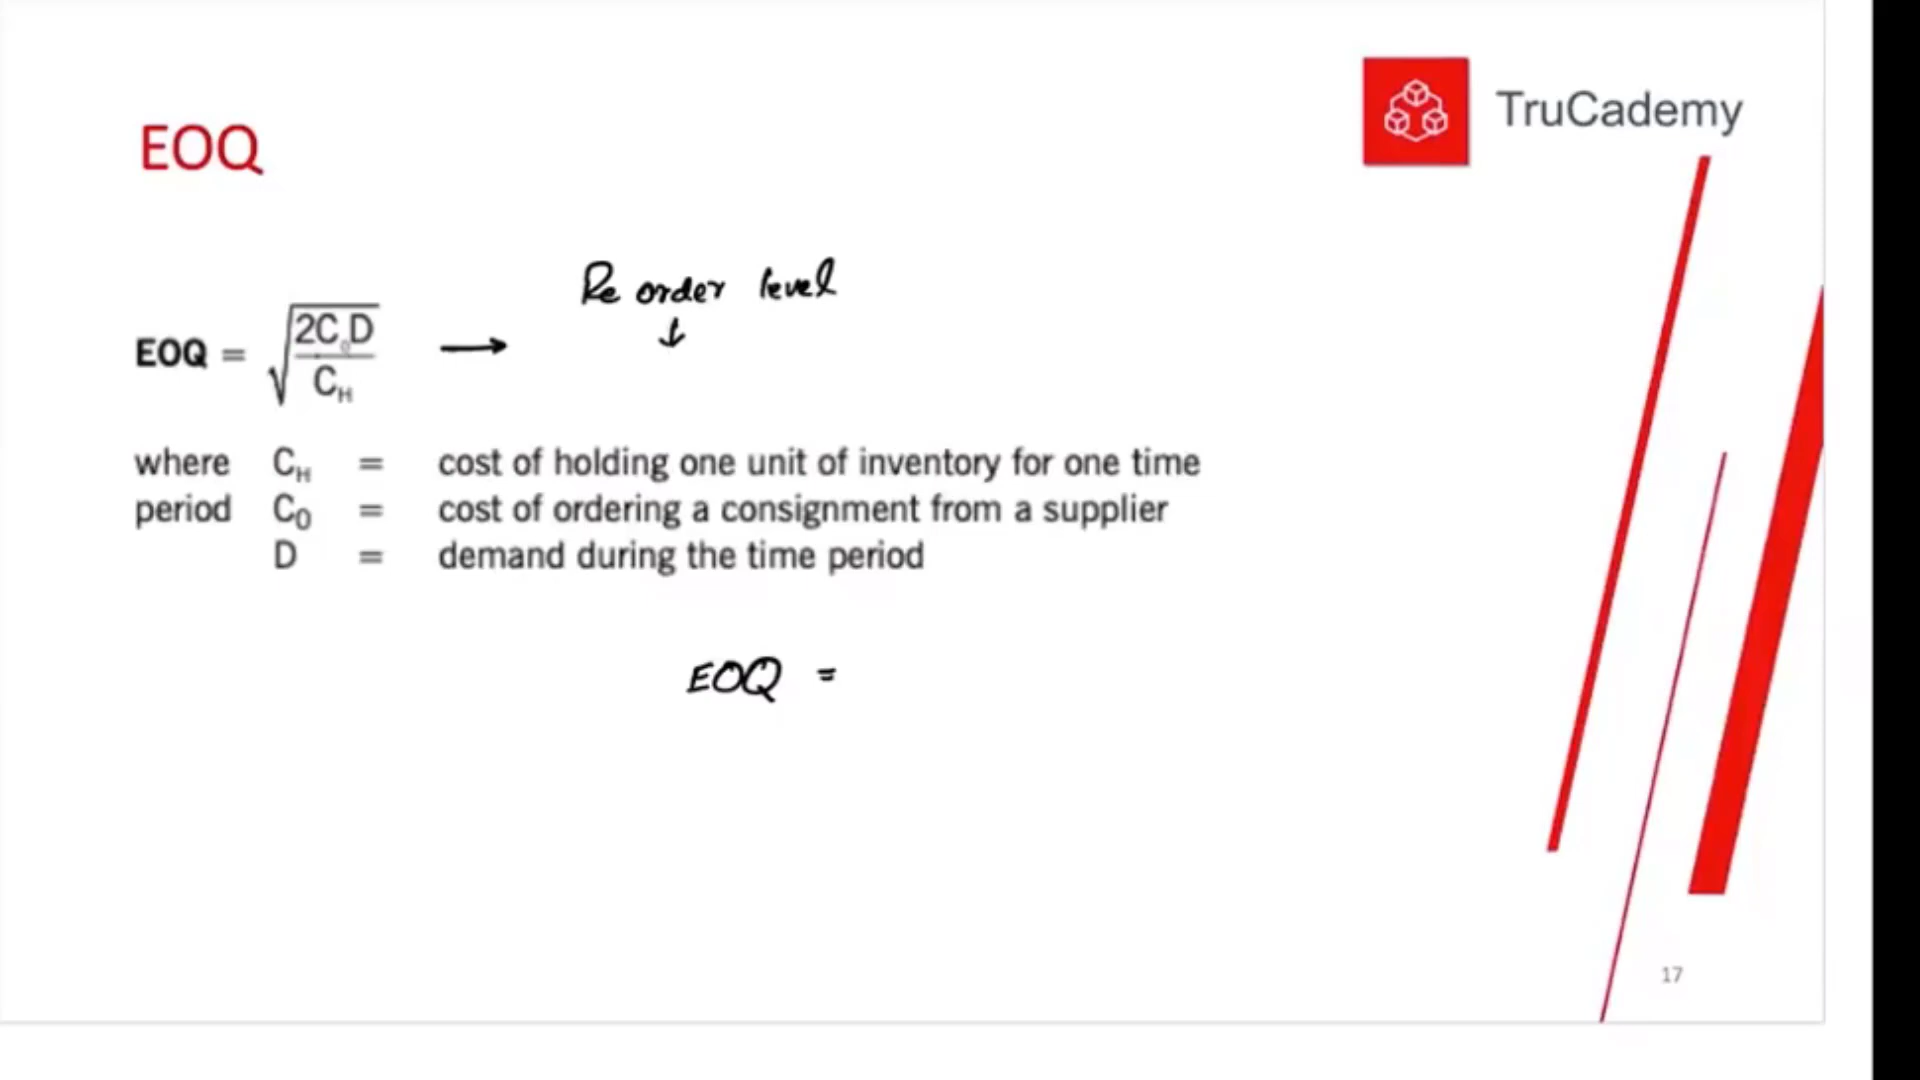 TruCademy
EOQ
Re order level
↓
EOQ = √(2C₀D / C_H) →
where C_H = cost of holding one unit of inventory for one time
period C₀ = cost of ordering a consignment from a supplier
D = demand during the time period
EOQ =
17